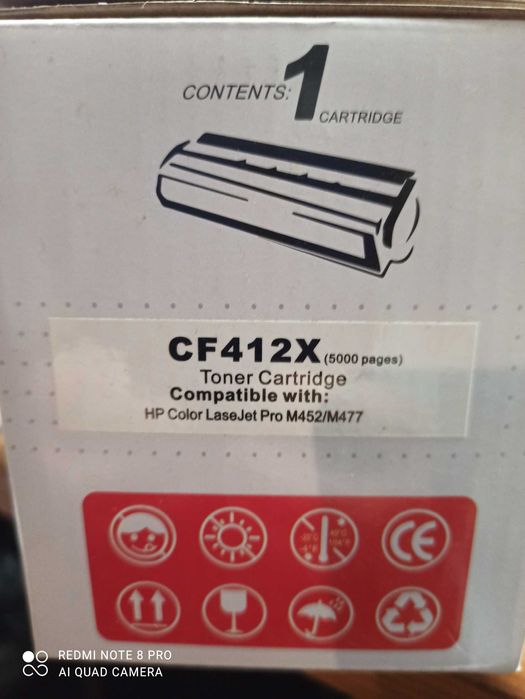 CONTENTS: 1
CARTRIDGE
CF412X (5000 pages)
Toner Cartridge
Compatible with:
HP Color LaseJet Pro M452/M477
CE
REDMI NOTE 8 PRO
AI QUAD CAMERA